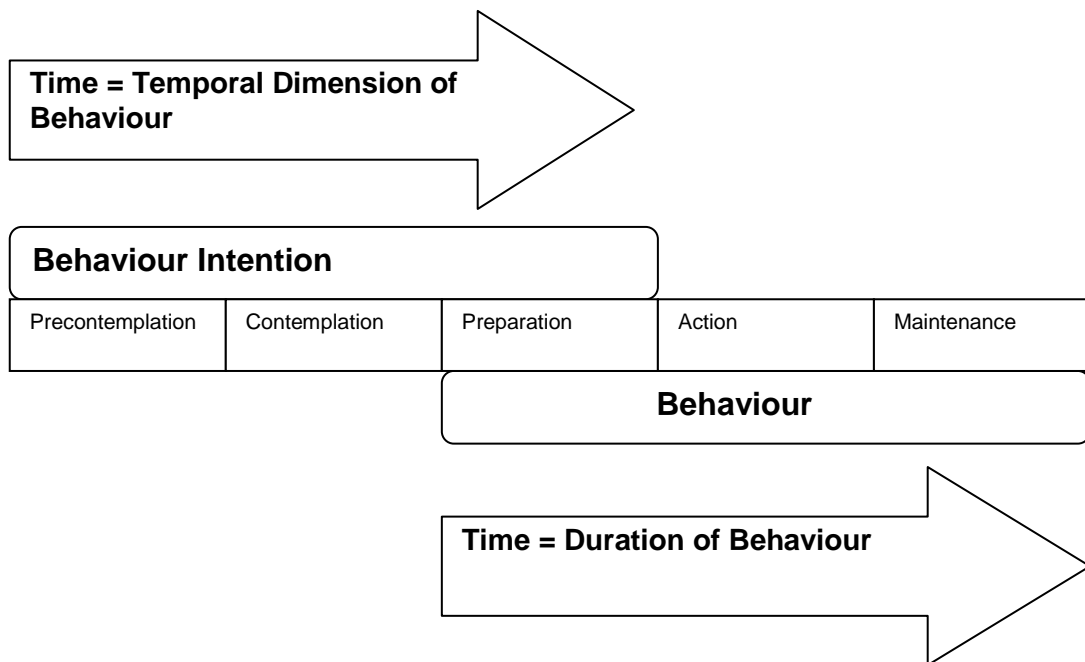 Time = Temporal Dimension of
Behaviour
Behaviour Intention
Precontemplation
Contemplation
Preparation
Action
Maintenance
Behaviour
Time = Duration of Behaviour